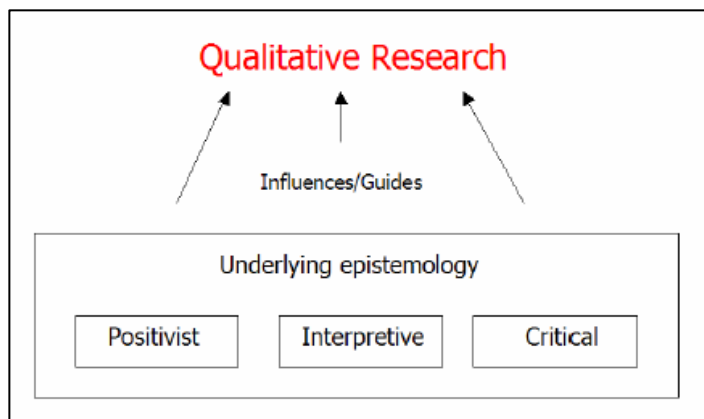 Qualitative Research
Influences/Guides
Underlying epistemology
Positivist
Interpretive
Critical